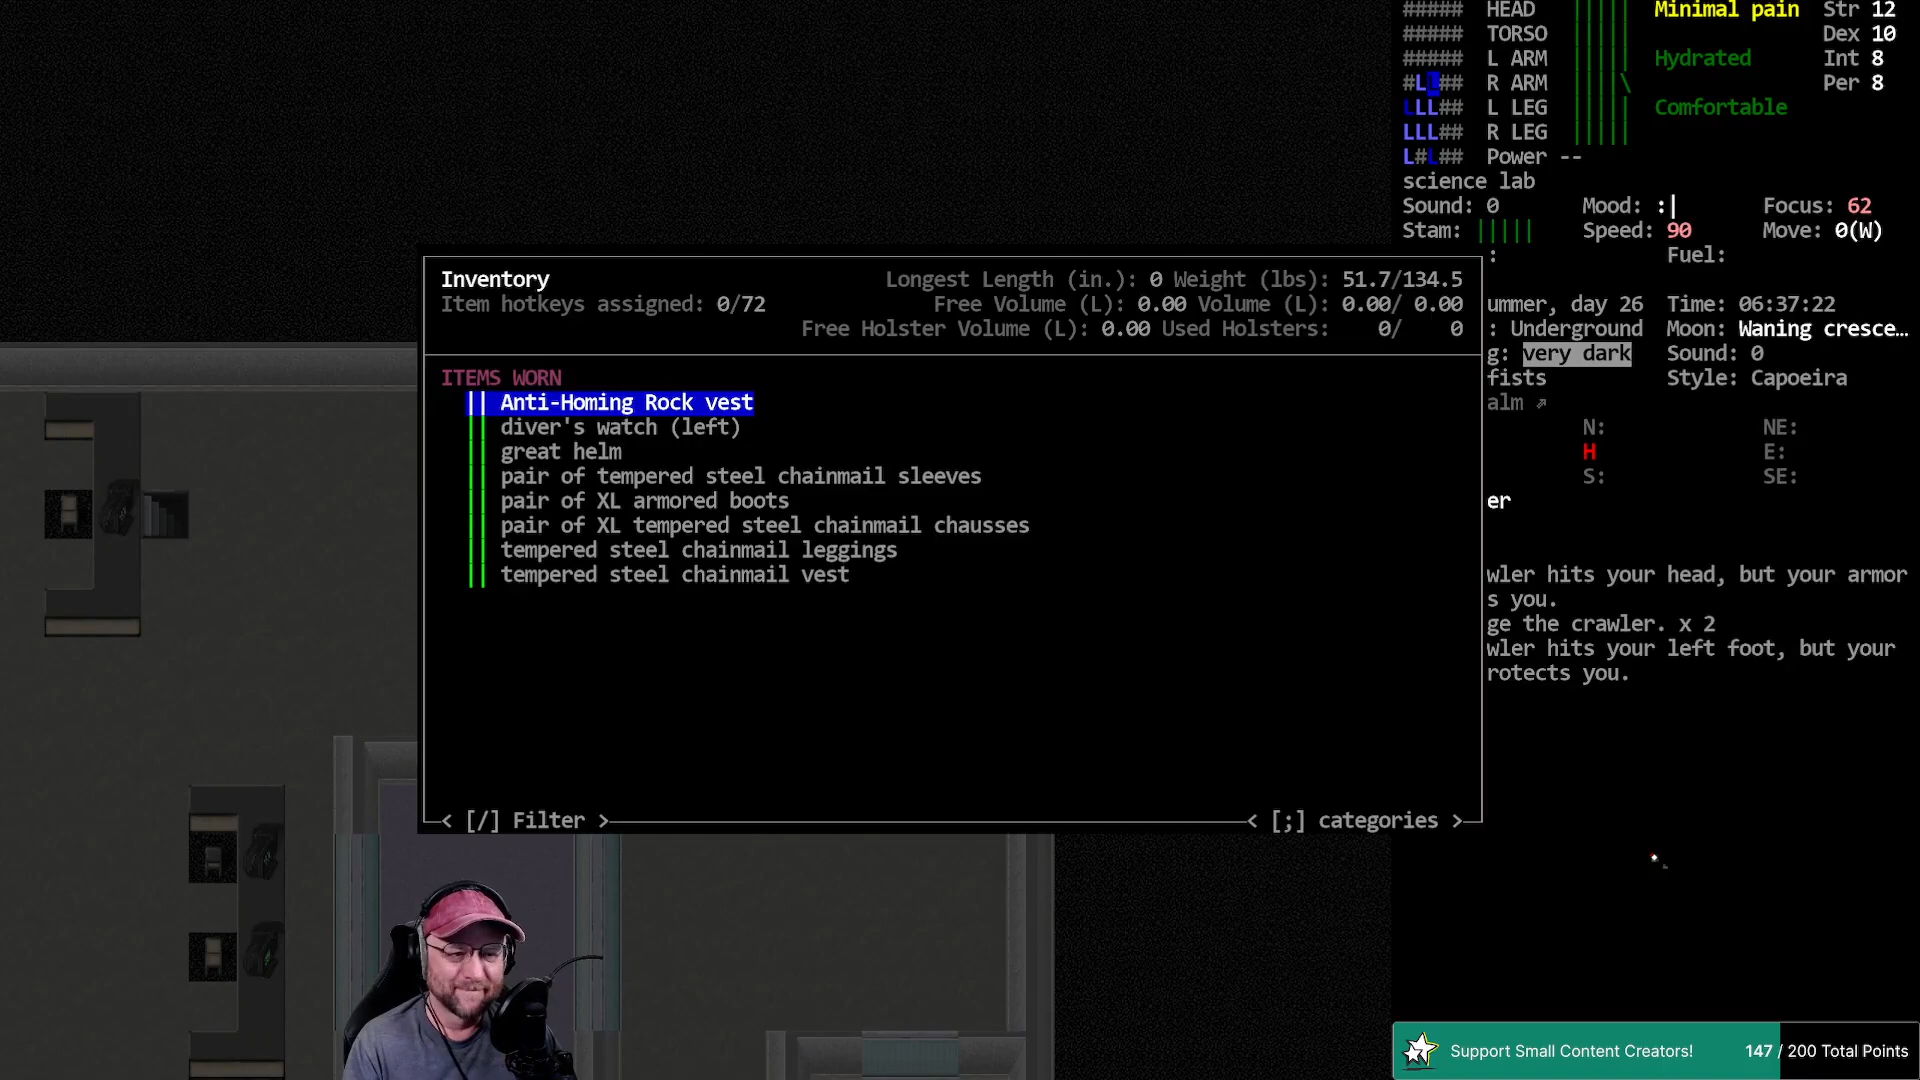 ##### HEAD Minimal pain Str 12
##### TORSO Dex 10
##### L ARM Hydrated Int 8
#LL## R ARM \ Per 8
LLL## L LEG Comfortable
LLL## R LEG
L#L## Power --
science lab
Sound: 0 Mood: :| Focus: 62
Stam: ||||| Speed: 90 Move: 0(W)
: Fuel:
Inventory Longest Length (in.): 0 Weight (lbs): 51.7/134.5
Item hotkeys assigned: 0/72 Free Volume (L): 0.00 Volume (L): 0.00/ 0.00
Free Holster Volume (L): 0.00 Used Holsters: 0/ 0
ummer, day 26 Time: 06:37:22
: Underground Moon: Waning cresce…
g: very dark Sound: 0
fists Style: Capoeira
alm ↗
N: NE:
H E:
S: SE:
er
ITEMS WORN
|| Anti-Homing Rock vest
|| diver's watch (left)
|| great helm
|| pair of tempered steel chainmail sleeves
|| pair of XL armored boots
|| pair of XL tempered steel chainmail chausses
|| tempered steel chainmail leggings
|| tempered steel chainmail vest
wler hits your head, but your armor
s you.
ge the crawler. x 2
wler hits your left foot, but your
rotects you.
< [/] Filter > < [;] categories >
Support Small Content Creators! 147 / 200 Total Points